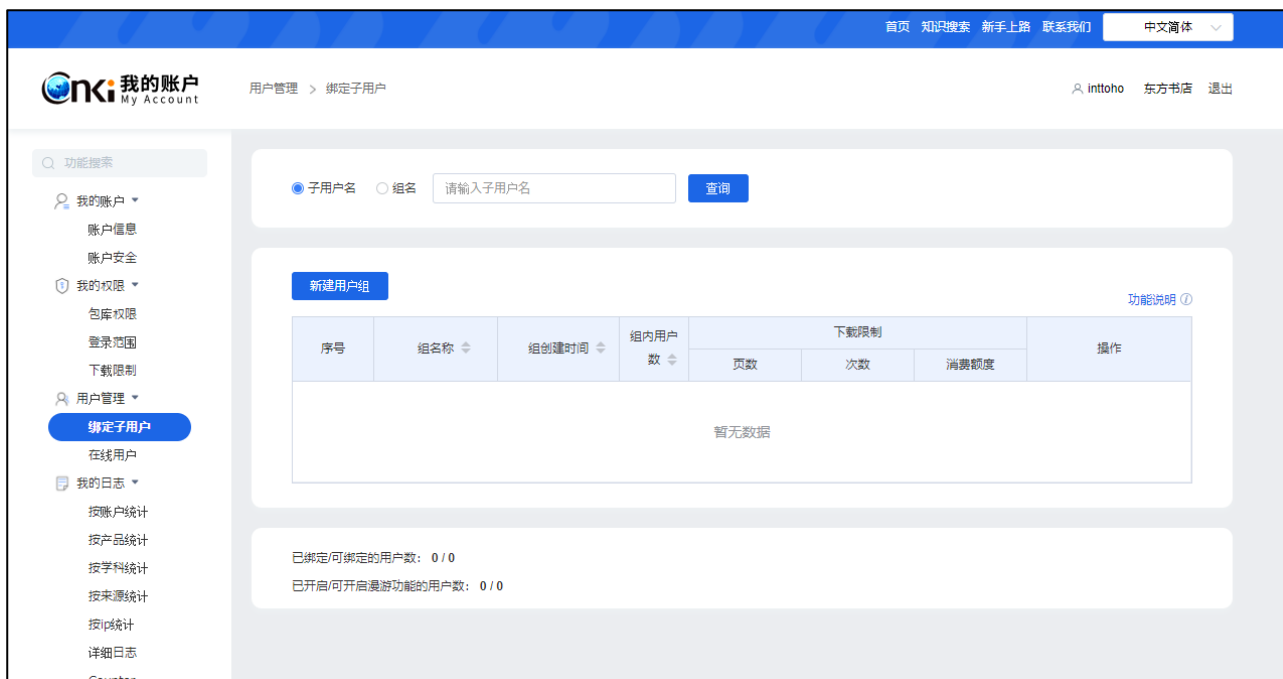 首页 知识搜索 新手上路 联系我们 中文简体
CNKI 我的账户
My Account
用户管理 > 绑定子用户
inttoho 东方书店 退出
功能搜索
我的账户
账户信息
账户安全
我的权限
包库权限
登录范围
下载限制
用户管理
绑定子用户
在线用户
我的日志
按账户统计
按产品统计
按学科统计
按来源统计
按ip统计
详细日志
子用户名 组名 请输入子用户名 查询
新建用户组
功能说明
序号 组名称 组创建时间 组内用户数 下载限制 操作
页数 次数 消费额度
暂无数据
已绑定/可绑定的用户数: 0 / 0
已开启/可开启漫游功能的用户数: 0 / 0